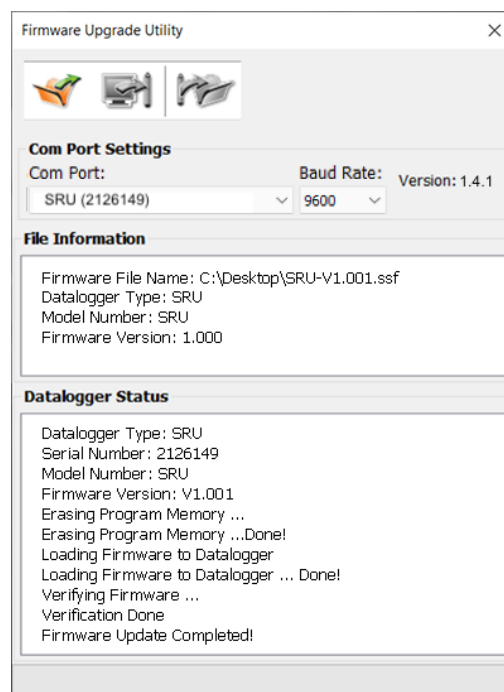 Firmware Upgrade Utility
Com Port Settings
Com Port:
Baud Rate:
Version: 1.4.1
SRU (2126149)
9600
File Information
Firmware File Name: C:\Desktop\SRU-V1.001.ssf
Datalogger Type: SRU
Model Number: SRU
Firmware Version: 1.000
Datalogger Status
Datalogger Type: SRU
Serial Number: 2126149
Model Number: SRU
Firmware Version: V1.001
Erasing Program Memory ...
Erasing Program Memory ...Done!
Loading Firmware to Datalogger
Loading Firmware to Datalogger ... Done!
Verifying Firmware ...
Verification Done
Firmware Update Completed!